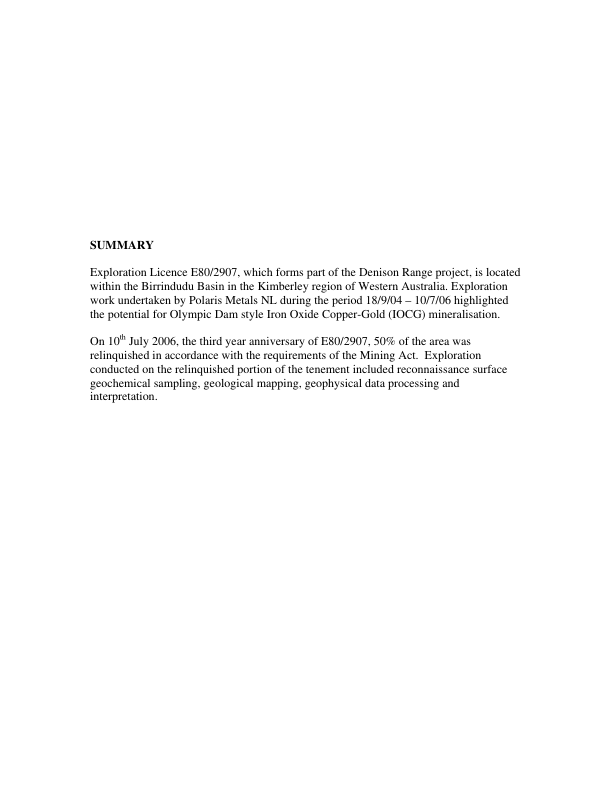 SUMMARY
Exploration Licence E80/2907, which forms part of the Denison Range project, is located
within the Birrindudu Basin in the Kimberley region of Western Australia. Exploration
work undertaken by Polaris Metals NL during the period 18/9/04 – 10/7/06 highlighted
the potential for Olympic Dam style Iron Oxide Copper-Gold (IOCG) mineralisation.
On 10th July 2006, the third year anniversary of E80/2907, 50% of the area was
relinquished in accordance with the requirements of the Mining Act.  Exploration
conducted on the relinquished portion of the tenement included reconnaissance surface
geochemical sampling, geological mapping, geophysical data processing and
interpretation.